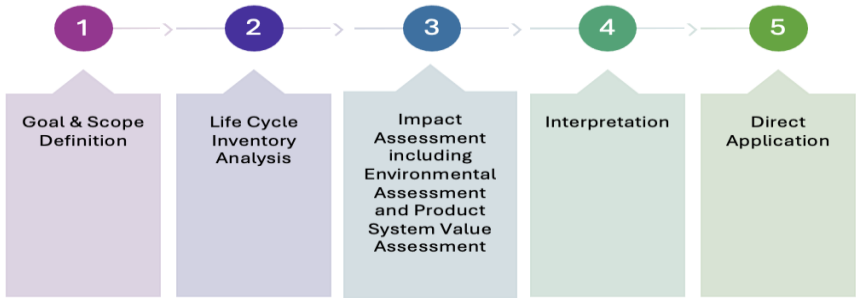 1
2
3
4
5
Goal & Scope
Definition
Life Cycle
Inventory
Analysis
Impact
Assessment
including
Environmental
Assessment
and Product
System Value
Assessment
Interpretation
Direct
Application